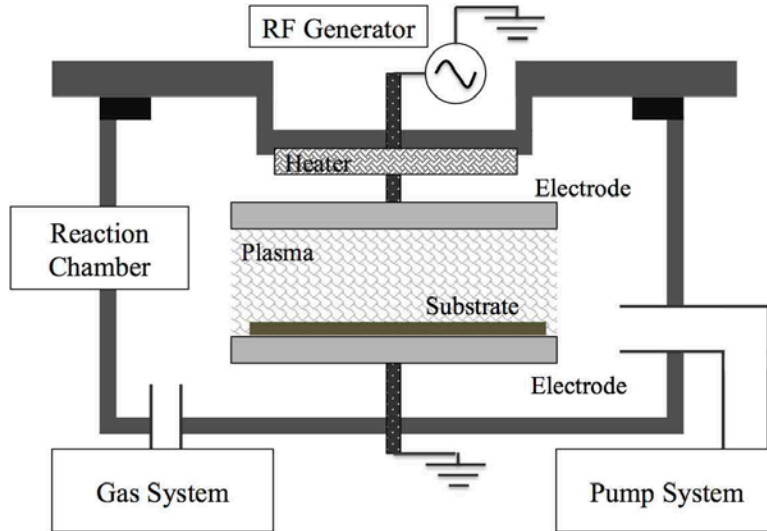 RF Generator
Heater
Electrode
Reaction
Chamber
Plasma
Substrate
Electrode
Gas System
Pump System